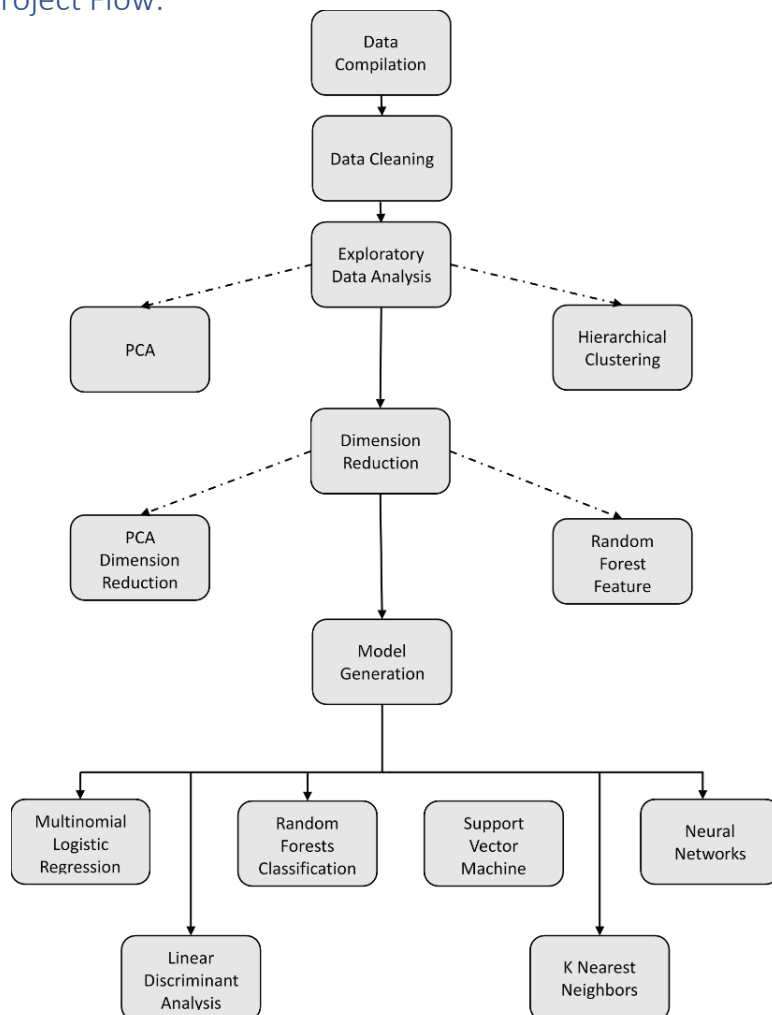 roject Flow:
Data
Compilation
Data Cleaning
Exploratory
Data Analysis
PCA
Hierarchical
Clustering
Dimension
Reduction
PCA
Dimension
Reduction
Random
Forest
Feature
Model
Generation
Multinomial
Logistic
Regression
Random
Forests
Classification
Support
Vector
Machine
Neural
Networks
Linear
Discriminant
Analysis
K Nearest
Neighbors